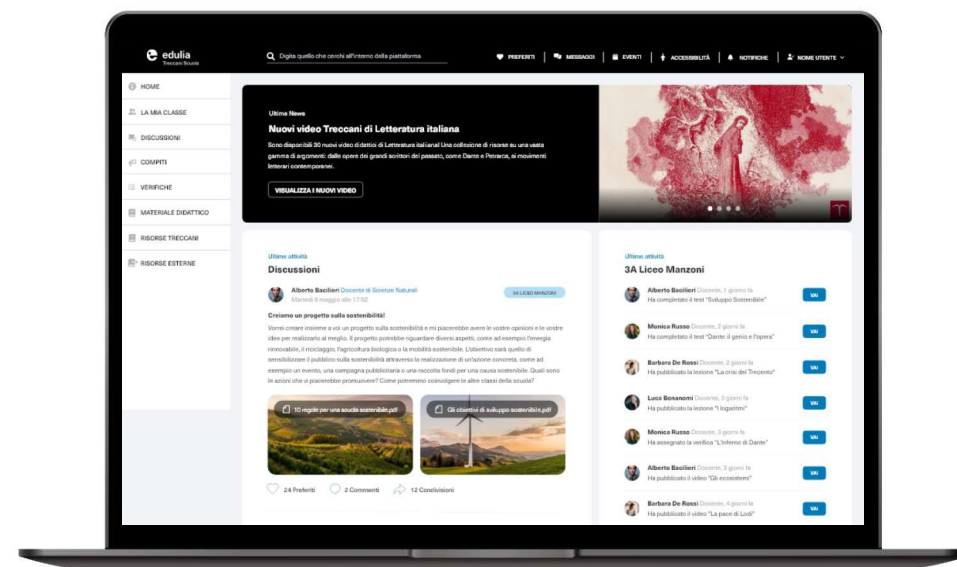 edulia
Treccani Scuola
Digita quello che cerchi all'interno della piattaforma
PREFERITI
MESSAGGI
EVENTI
ACCESSIBILITÀ
NOTIFICHE
NOME UTENTE
HOME
LA MIA CLASSE
DISCUSSIONI
COMPITI
VERIFICHE
MATERIALE DIDATTICO
RISORSE TRECCANI
RISORSE ESTERNE
Ultime News
Nuovi video Treccani di Letteratura italiana
Sono disponibili 30 nuovi video didattici di Letteratura italiana! Una collezione di risorse su una vasta
gamma di argomenti: dalle opere dei grandi scrittori del passato, come Dante e Petrarca, ai movimenti
letterari contemporanei.
VISUALIZZA I NUOVI VIDEO
Ultime attività
Discussioni
Alberto Bacilieri Docente di Scienze Naturali
Martedì 9 maggio alle 17:52
3A LICEO MANZONI
Creiamo un progetto sulla sostenibilità!
Vorrei creare insieme a voi un progetto sulla sostenibilità e mi piacerebbe avere le vostre opinioni e le vostre
idee per realizzarlo al meglio. Il progetto potrebbe riguardare diversi aspetti, come ad esempio l'energia
rinnovabile, il riciclaggio, l'agricoltura biologica o la mobilità sostenibile. L'obiettivo sarà quello di
sensibilizzare il pubblico sulla sostenibilità attraverso la realizzazione di un'azione concreta, come ad
esempio un evento, una campagna pubblicitaria o una raccolta fondi per una causa sostenibile. Quali sono
le azioni che vi piacerebbe promuovere? Come potremmo coinvolgere le altre classi della scuola?
10 regole per una scuola sostenibile.pdf
Gli obiettivi di sviluppo sostenibile.pdf
24 Preferiti
2 Commenti
12 Condivisioni
Ultime attività
3A Liceo Manzoni
Alberto Bacilieri Docente, 1 giorno fa
Ha completato il test "Sviluppo Sostenibile"
VAI
Monica Russo Docente, 2 giorni fa
Ha completato il test "Dante: il genio e l'opera"
VAI
Barbara De Rossi Docente, 2 giorni fa
Ha pubblicato la lezione "La crisi del Trecento"
VAI
Luca Bonanomi Docente, 3 giorni fa
Ha pubblicato la lezione "I logaritmi"
VAI
Monica Russo Docente, 3 giorni fa
Ha assegnato la verifica "L'Inferno di Dante"
VAI
Alberto Bacilieri Docente, 3 giorni fa
Ha pubblicato il video "Gli ecosistemi"
VAI
Barbara De Rossi Docente, 4 giorni fa
Ha pubblicato il video "La pace di Lodi"
VAI